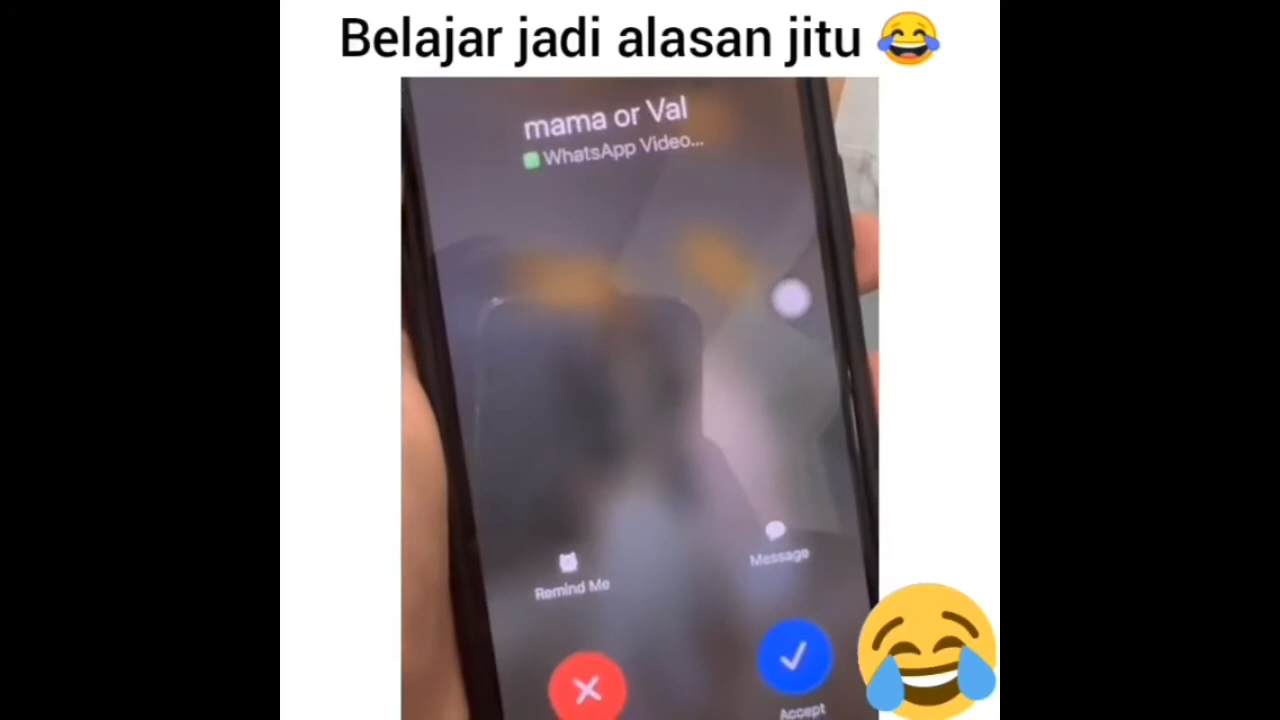 Belajar jadi alasan jitu 😂
mama or Val
WhatsApp Video...
Message
Remind Me
Accept